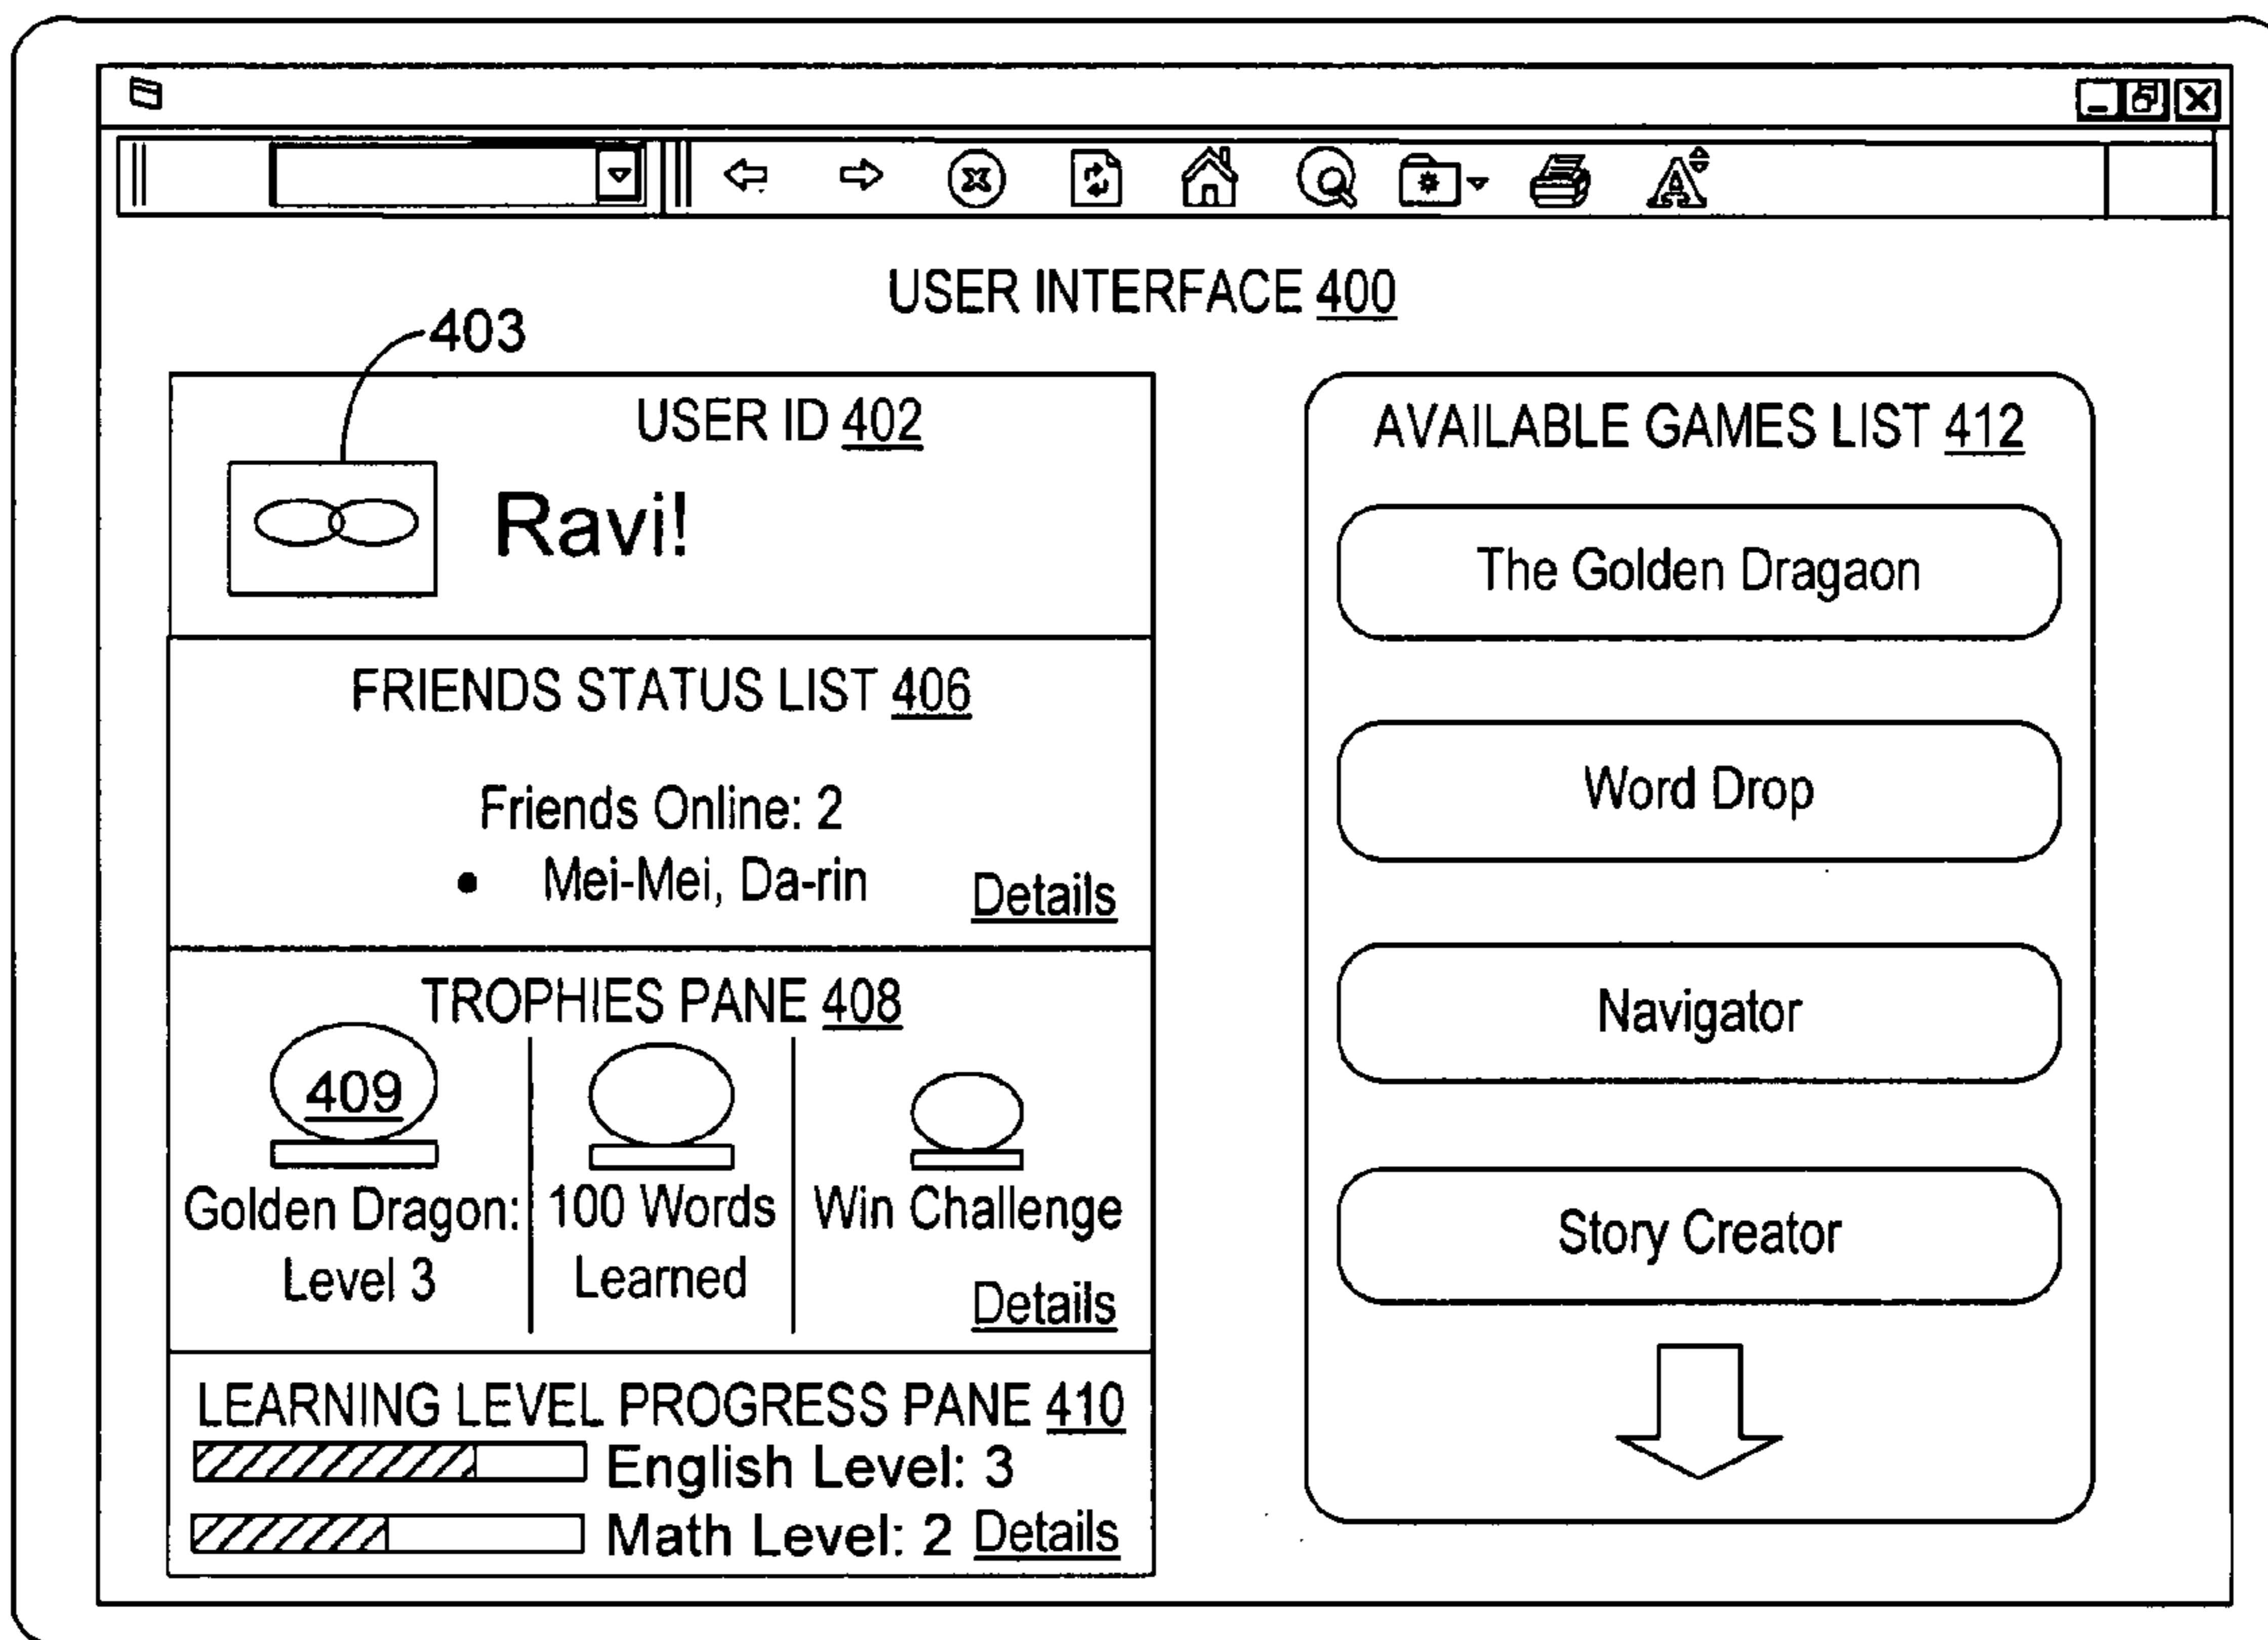 USER INTERFACE 400
403
USER ID 402
Ravi!
FRIENDS STATUS LIST 406
Friends Online: 2
• Mei-Mei, Da-rin
Details
TROPHIES PANE 408
409
Golden Dragon:
Level 3
100 Words
Learned
Win Challenge
Details
LEARNING LEVEL PROGRESS PANE 410
English Level: 3
Math Level: 2 Details
AVAILABLE GAMES LIST 412
The Golden Dragaon
Word Drop
Navigator
Story Creator